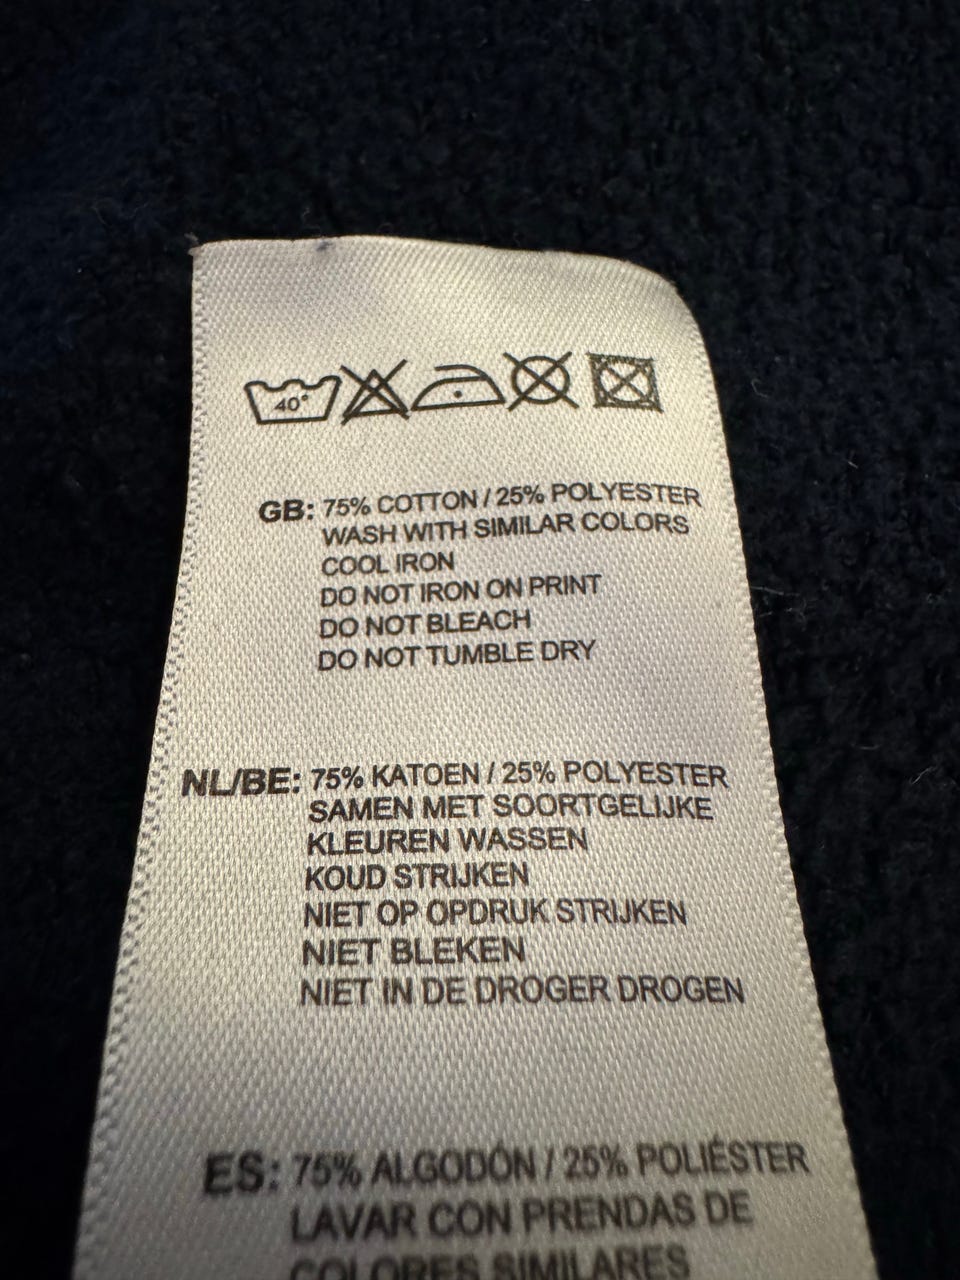 40°
GB: 75% COTTON / 25% POLYESTER
WASH WITH SIMILAR COLORS
COOL IRON
DO NOT IRON ON PRINT
DO NOT BLEACH
DO NOT TUMBLE DRY
NL/BE: 75% KATOEN / 25% POLYESTER
SAMEN MET SOORTGELIJKE
KLEUREN WASSEN
KOUD STRIJKEN
NIET OP OPDRUK STRIJKEN
NIET BLEKEN
NIET IN DE DROGER DROGEN
ES: 75% ALGODÓN / 25% POLIÉSTER
LAVAR CON PRENDAS DE
COLORES SIMILARES